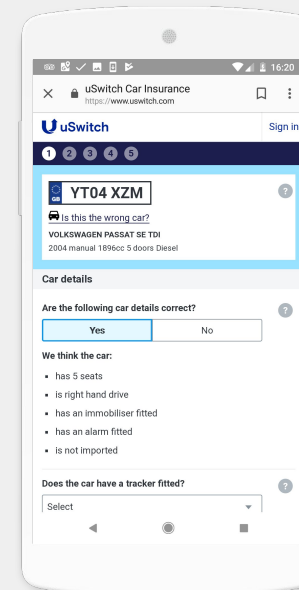 16:20
uSwitch Car Insurance
https://www.uswitch.com
uSwitch
Sign in
1 2 3 4 5
GB YT04 XZM
?
Is this the wrong car?
VOLKSWAGEN PASSAT SE TDI
2004 manual 1896cc 5 doors Diesel
Car details
Are the following car details correct?
?
Yes No
We think the car:
has 5 seats
is right hand drive
has an immobiliser fitted
has an alarm fitted
is not imported
Does the car have a tracker fitted?
?
Select